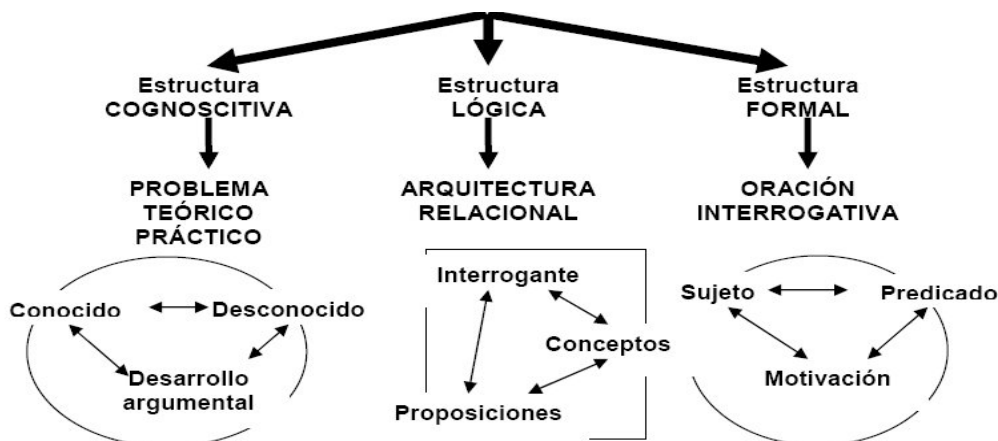 Estructura
COGNOSCITIVA
Estructura
LÓGICA
Estructura
FORMAL
PROBLEMA
TEÓRICO
PRÁCTICO
ARQUITECTURA
RELACIONAL
ORACIÓN
INTERROGATIVA
Conocido
Desconocido
Desarrollo
argumental
Interrogante
Conceptos
Proposiciones
Sujeto
Predicado
Motivación